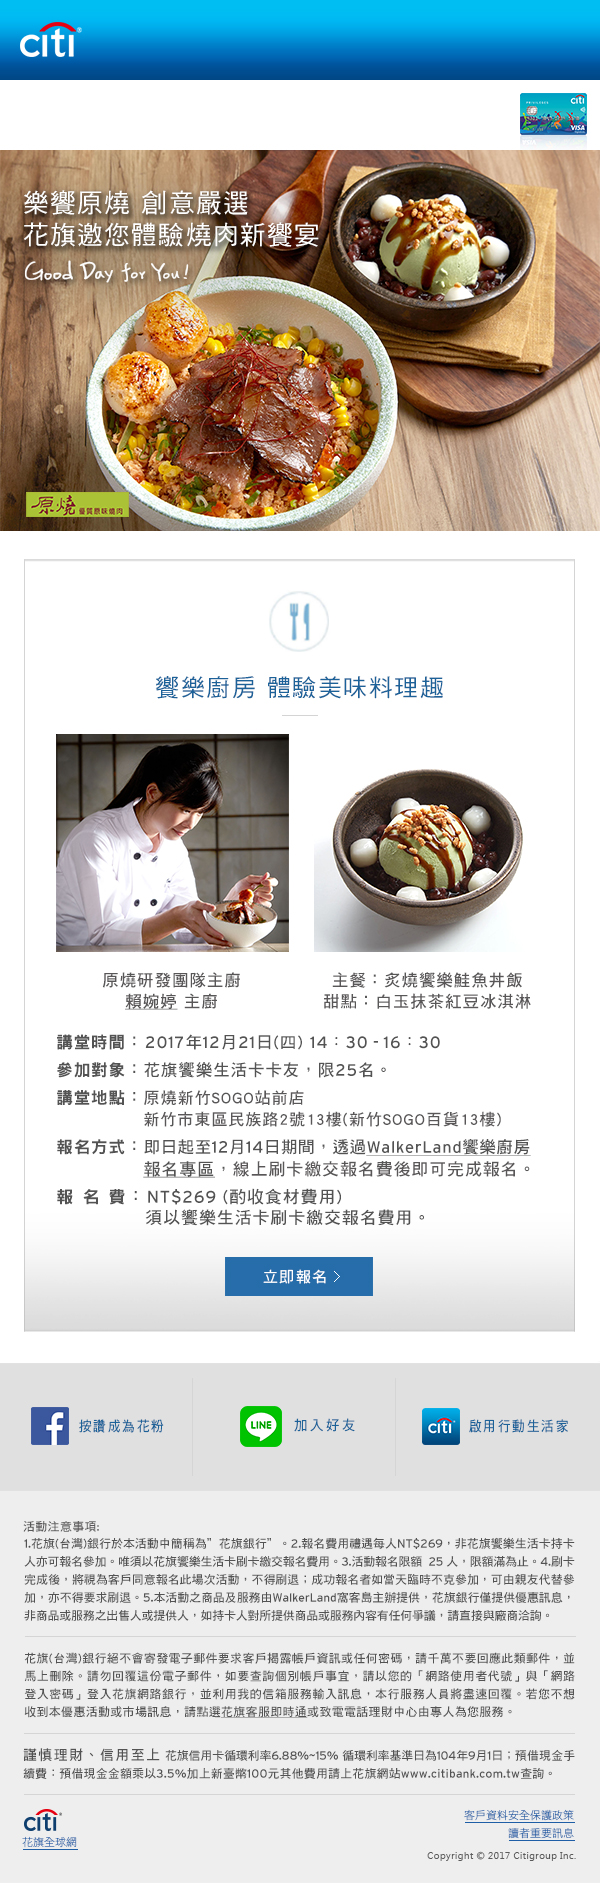 citi
citi
VISA
樂饗原燒 創意嚴選
花旗邀您體驗燒肉新饗宴
Good Day for You!
原燒 優質原味燒肉
饗樂廚房 體驗美味料理趣
原燒研發團隊主廚
賴婉婷 主廚
主餐：炙燒饗樂鮭魚丼飯
甜點：白玉抹茶紅豆冰淇淋
講堂時間：2017年12月21日(四) 14：30 - 16：30
參加對象：花旗饗樂生活卡卡友，限25名。
講堂地點：原燒新竹SOGO站前店
新竹市東區民族路2號13樓(新竹SOGO百貨13樓)
報名方式：即日起至12月14日期間，透過WalkerLand饗樂廚房
報名專區，線上刷卡繳交報名費後即可完成報名。
報 名 費：NT$269 (酌收食材費用)
須以饗樂生活卡刷卡繳交報名費用。
立即報名 >
按讚成為花粉
LINE
加入好友
citi
啟用行動生活家
活動注意事項:
1.花旗(台灣)銀行於本活動中簡稱為”花旗銀行”。2.報名費用禮遇每人NT$269，非花旗饗樂生活卡持卡
人亦可報名參加。唯須以花旗饗樂生活卡刷卡繳交報名費用。3.活動報名限額 25 人，限額滿為止。4.刷卡
完成後，將視為客戶同意報名此場次活動，不得刷退；成功報名者如當天臨時不克參加，可由親友代替參
加，亦不得要求刷退。5.本活動之商品及服務由WalkerLand窩客島主辦提供，花旗銀行僅提供優惠訊息，
非商品或服務之出售人或提供人，如持卡人對所提供商品或服務內容有任何爭議，請直接與廠商洽詢。
花旗(台灣)銀行絕不會寄發電子郵件要求客戶揭露帳戶資訊或任何密碼，請千萬不要回應此類郵件，並
馬上刪除。請勿回覆這份電子郵件，如要查詢個別帳戶事宜，請以您的「網路使用者代號」與「網路
登入密碼」登入花旗網路銀行，並利用我的信箱服務輸入訊息，本行服務人員將盡速回覆。若您不想
收到本優惠活動或市場訊息，請點選花旗客服即時通或致電電話理財中心由專人為您服務。
謹慎理財、信用至上 花旗信用卡循環利率6.88%~15% 循環利率基準日為104年9月1日；預借現金手
續費：預借現金金額乘以3.5%加上新臺幣100元其他費用請上花旗網站www.citibank.com.tw查詢。
citi
花旗全球網
客戶資料安全保護政策
讀者重要訊息
Copyright © 2017 Citigroup Inc.